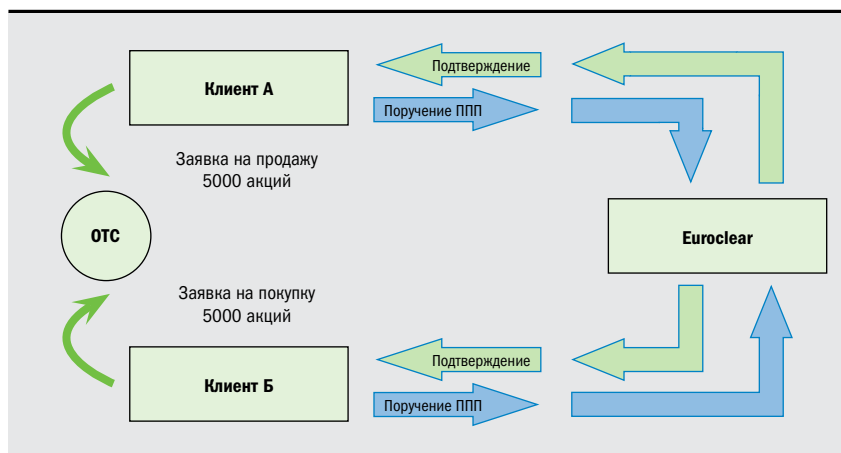 Подтверждение
Клиент А
Поручение ППП
Заявка на продажу
5000 акций
ОТС
Euroclear
Заявка на покупку
5000 акций
Подтверждение
Клиент Б
Поручение ППП